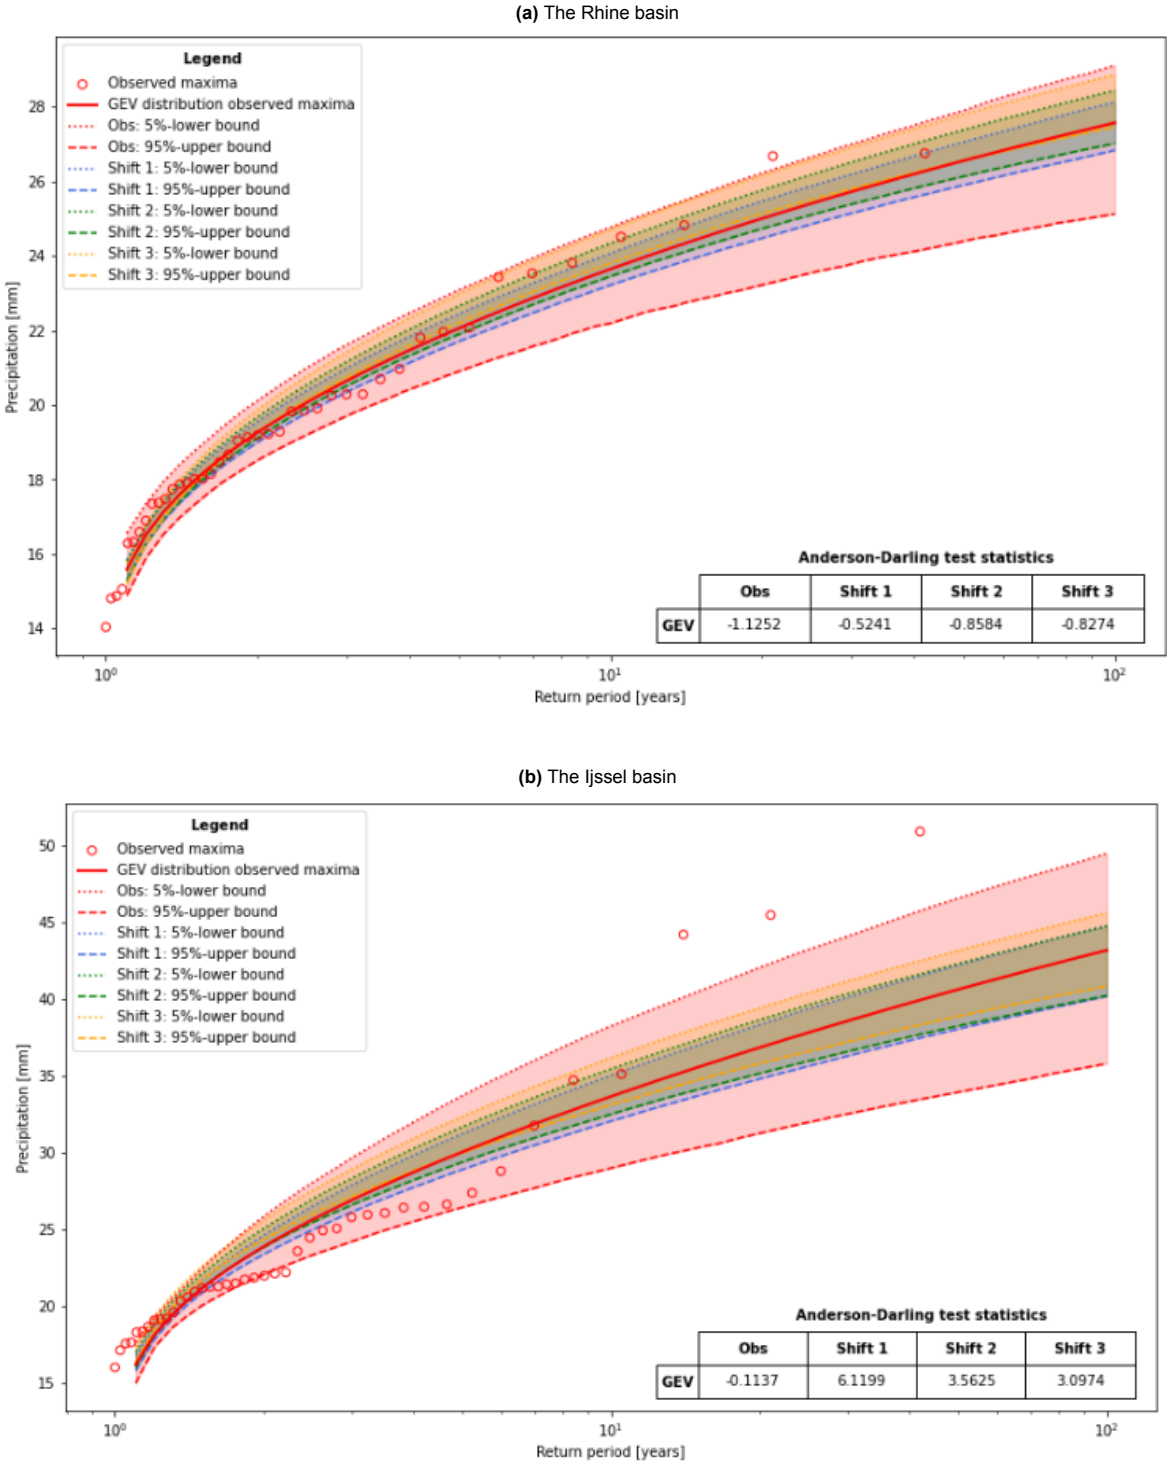 (a) The Rhine basin
Legend
Observed maxima
GEV distribution observed maxima
Obs: 5%-lower bound
Obs: 95%-upper bound
Shift 1: 5%-lower bound
Shift 1: 95%-upper bound
Shift 2: 5%-lower bound
Shift 2: 95%-upper bound
Shift 3: 5%-lower bound
Shift 3: 95%-upper bound
28
26
24
22
20
18
16
14
Precipitation [mm]
Anderson-Darling test statistics
Obs Shift 1 Shift 2 Shift 3
GEV -1.1252 -0.5241 -0.8584 -0.8274
10⁰ 10¹ 10²
Return period [years]
(b) The Ijssel basin
Legend
Observed maxima
GEV distribution observed maxima
Obs: 5%-lower bound
Obs: 95%-upper bound
Shift 1: 5%-lower bound
Shift 1: 95%-upper bound
Shift 2: 5%-lower bound
Shift 2: 95%-upper bound
Shift 3: 5%-lower bound
Shift 3: 95%-upper bound
50
45
40
35
30
25
20
15
Precipitation [mm]
Anderson-Darling test statistics
Obs Shift 1 Shift 2 Shift 3
GEV -0.1137 6.1199 3.5625 3.0974
10⁰ 10¹ 10²
Return period [years]